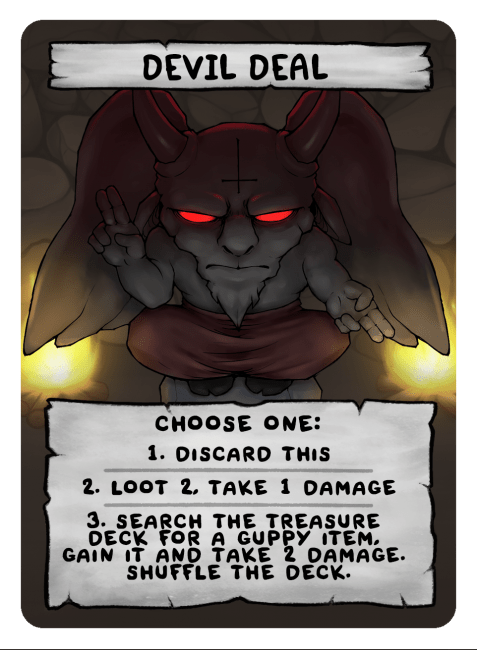 DEVIL DEAL
CHOOSE ONE:
1. DISCARD THIS
2. LOOT 2, TAKE 1 DAMAGE
3. SEARCH THE TREASURE
DECK FOR A GUPPY ITEM,
GAIN IT AND TAKE 2 DAMAGE.
SHUFFLE THE DECK.